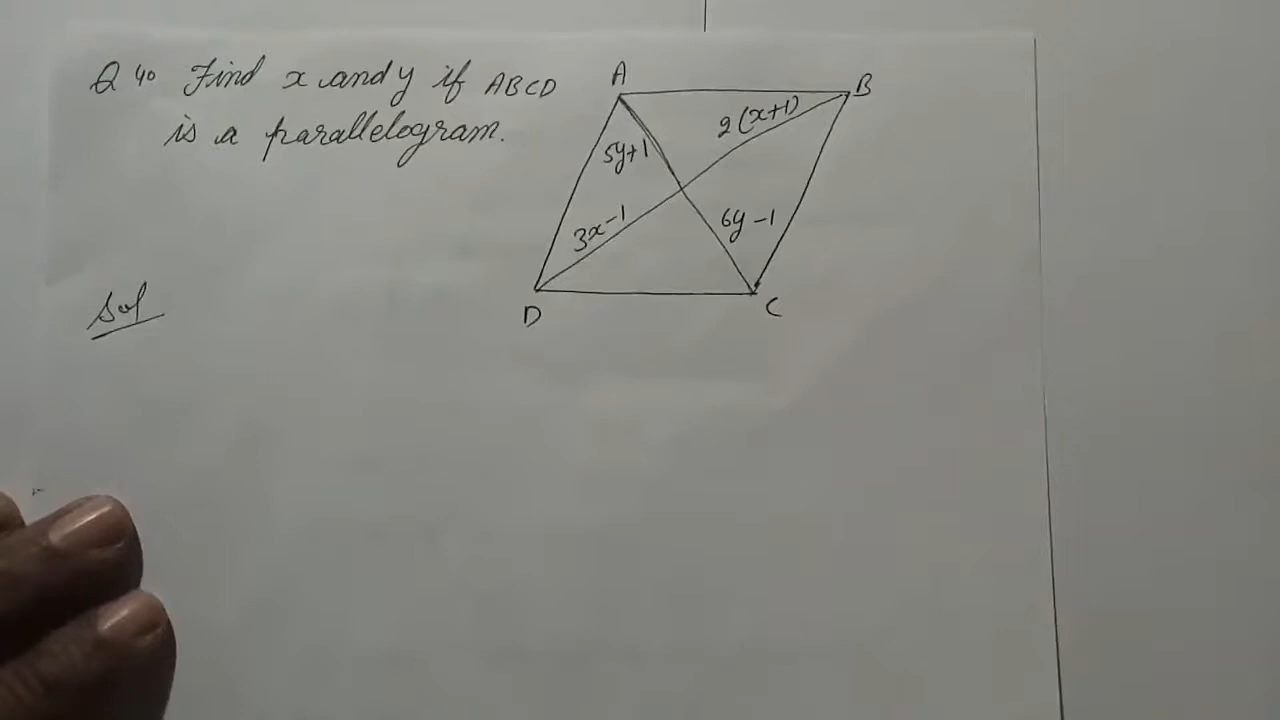 Q 40 Find x and y if ABCD
is a parallelogram.
A
B
2(x+1)
5y+1
3x-1
6y-1
D
C
Sol